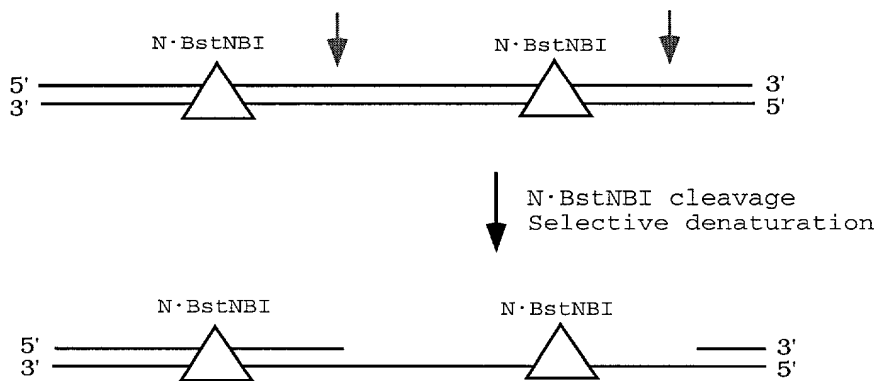 N·BstNBI N·BstNBI
5' 3'
3' 5'
N·BstNBI cleavage
Selective denaturation
N·BstNBI N·BstNBI
5' 3'
3' 5'